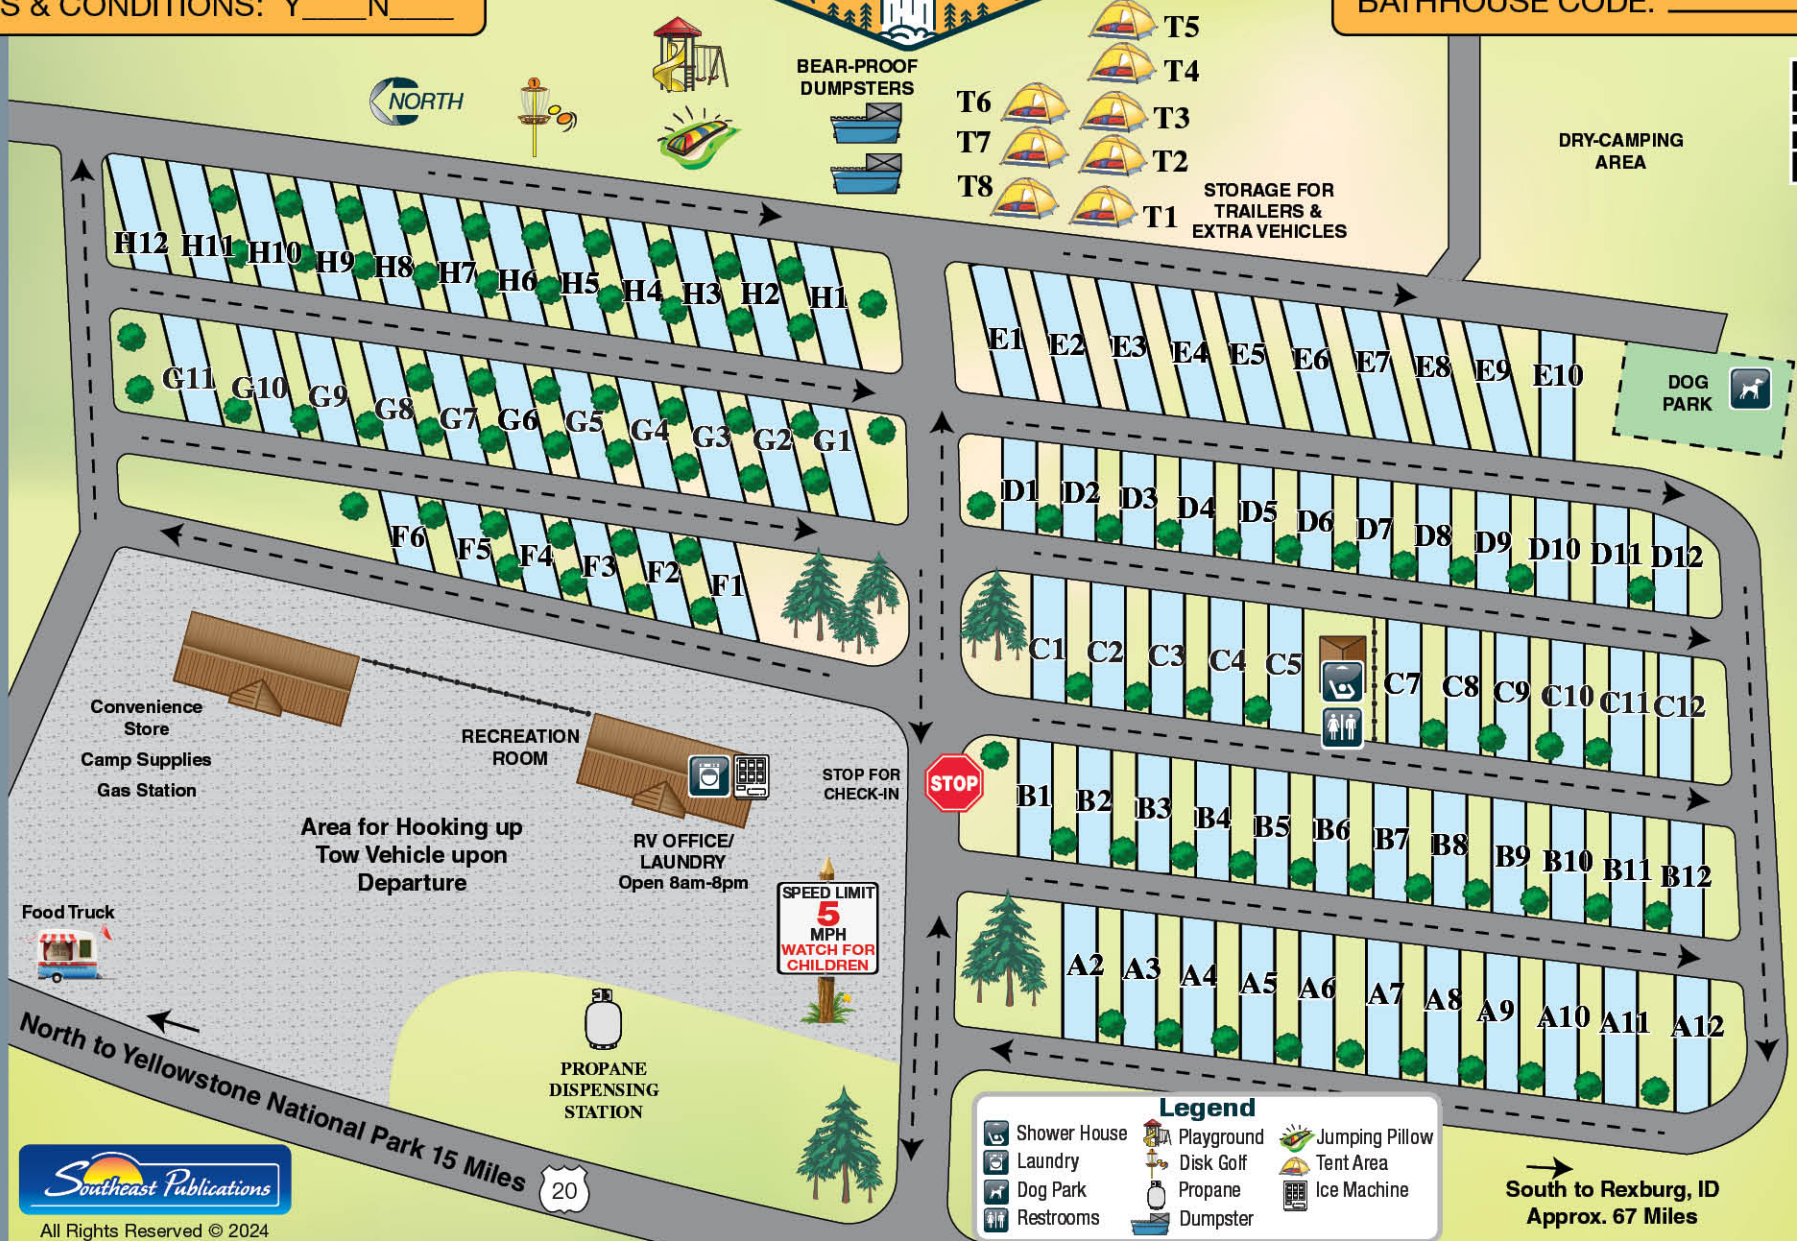 S & CONDITIONS: Y____N____
BATHHOUSE CODE: ________
NORTH
1
BEAR-PROOF
DUMPSTERS
T5
T4
T6
T3
T7
T2
T8
T1
STORAGE FOR
TRAILERS &
EXTRA VEHICLES
DRY-CAMPING
AREA
H12 H11 H10 H9 H8 H7 H6 H5 H4 H3 H2 H1
E1 E2 E3 E4 E5 E6 E7 E8 E9 E10
DOG
PARK
G11 G10 G9 G8 G7 G6 G5 G4 G3 G2 G1
D1 D2 D3 D4 D5 D6 D7 D8 D9 D10 D11 D12
F6 F5 F4 F3 F2 F1
C1 C2 C3 C4 C5 C7 C8 C9 C10 C11 C12
Convenience
Store
Camp Supplies
Gas Station
RECREATION
ROOM
STOP FOR
CHECK-IN
STOP
B1 B2 B3 B4 B5 B6 B7 B8 B9 B10 B11 B12
Area for Hooking up
Tow Vehicle upon
Departure
RV OFFICE/
LAUNDRY
Open 8am-8pm
SPEED LIMIT
5
MPH
WATCH FOR
CHILDREN
Food Truck
A2 A3 A4 A5 A6 A7 A8 A9 A10 A11 A12
PROPANE
DISPENSING
STATION
North to Yellowstone National Park 15 Miles
20
Legend
Shower House
Playground
Jumping Pillow
Laundry
Disk Golf
Tent Area
Dog Park
Propane
Ice Machine
Restrooms
Dumpster
South to Rexburg, ID
Approx. 67 Miles
Southeast Publications
All Rights Reserved © 2024